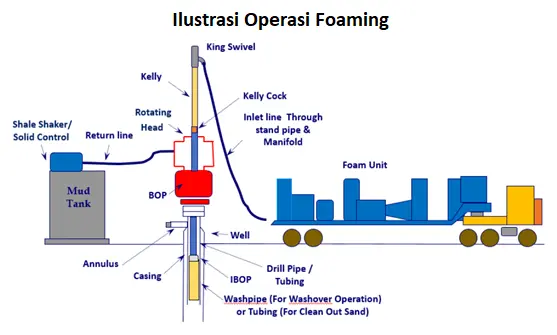 Ilustrasi Operasi Foaming
King Swivel
Kelly
Kelly Cock
Rotating
Head
Inlet line Through
stand pipe &
Manifold
Shale Shaker/
Solid Control
Return line
Foam Unit
Mud
Tank
BOP
Well
Annulus
Casing
Drill Pipe /
Tubing
IBOP
Washpipe (For Washover Operation)
or Tubing (For Clean Out Sand)